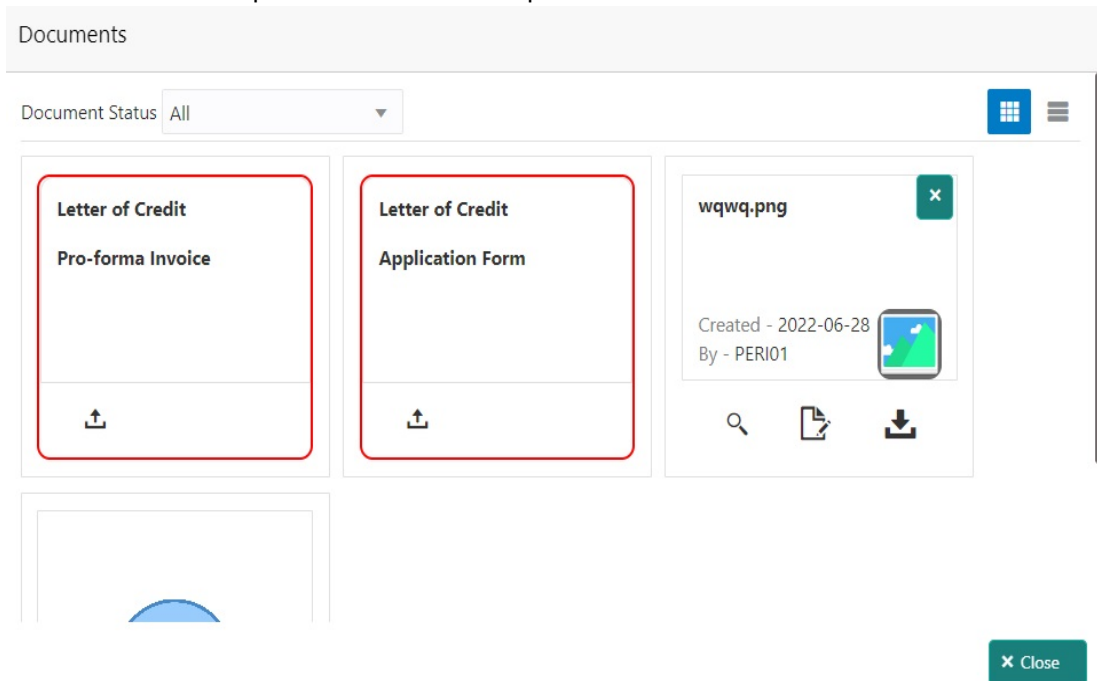 Documents
Document Status All
Letter of Credit
Pro-forma Invoice
Letter of Credit
Application Form
wqwq.png
Created - 2022-06-28
By - PERI01
Close